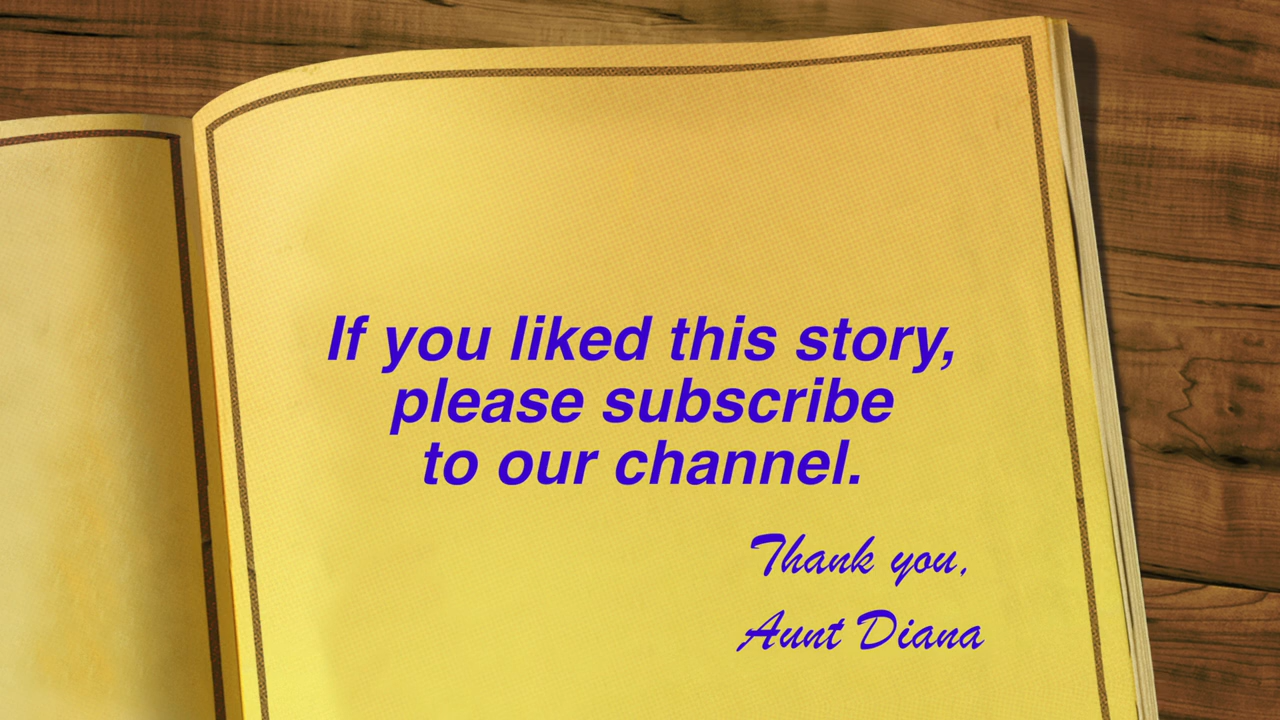 If you liked this story,
please subscribe
to our channel.
Thank you,
Aunt Diana